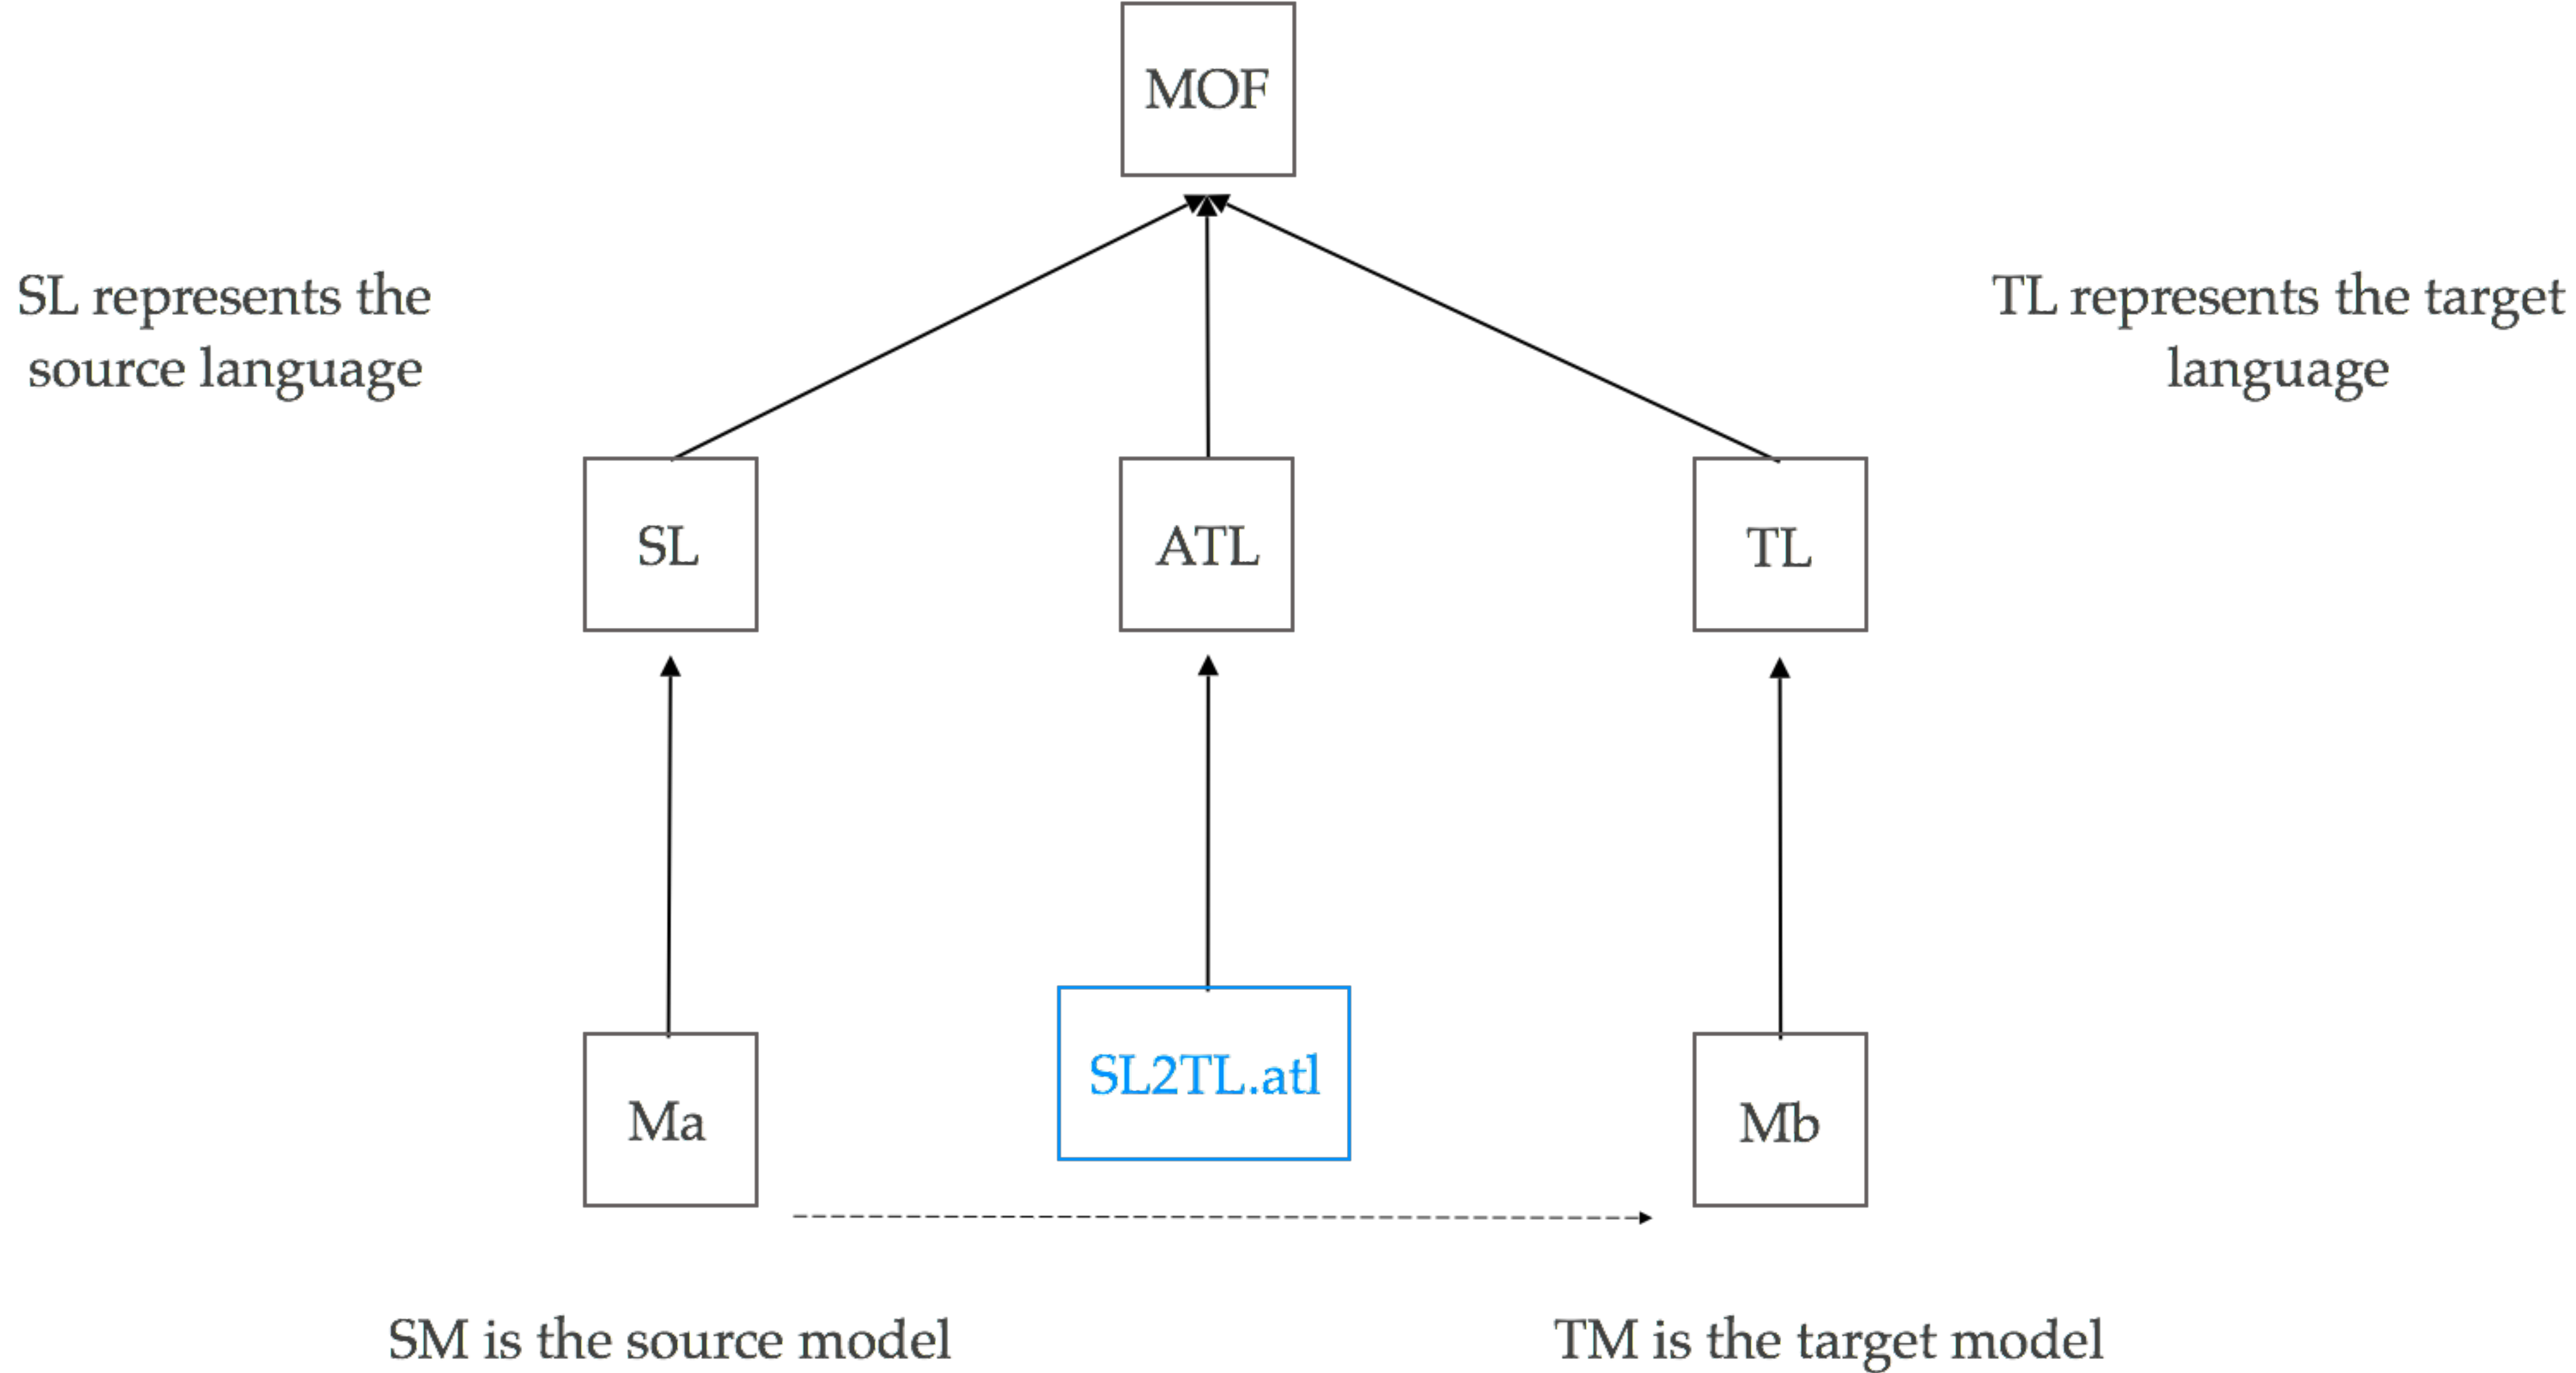 MOF
SL represents the
source language
TL represents the target
language
SL
ATL
TL
Ma
SL2TL.atl
Mb
SM is the source model
TM is the target model